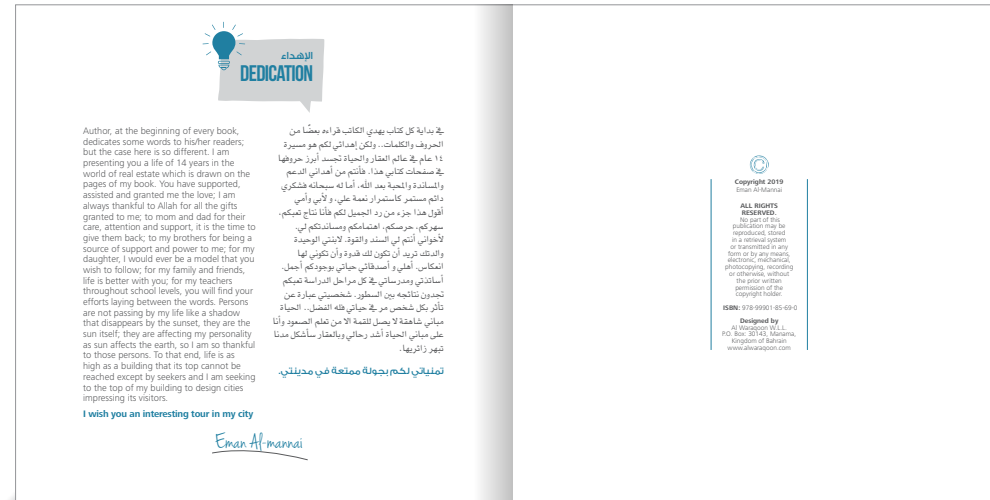 الإهداء
DEDICATION
Author, at the beginning of every book,
dedicates some words to his/her readers;
but the case here is so different. I am
presenting you a life of 14 years in the
world of real estate which is drawn on the
pages of my book. You have supported,
assisted and granted me the love; I am
always thankful to Allah for all the gifts
granted to me; to mom and dad for their
care, attention and support, it is the time to
give them back; to my brothers for being a
source of support and power to me; for my
daughter, I would ever be a model that you
wish to follow; for my family and friends,
life is better with you; for my teachers
throughout school levels, you will find your
efforts laying between the words. Persons
are not passing by my life like a shadow
that disappears by the sunset, they are the
sun itself; they are affecting my personality
as sun affects the earth, so I am so thankful
to those persons. To that end, life is as
high as a building that its top cannot be
reached except by seekers and I am seeking
to the top of my building to design cities
impressing its visitors.
I wish you an interesting tour in my city
في بداية كل كتاب يهدي الكاتب قراءه بعضًا من
الحروف والكلمات.. ولكن إهدائي لكم هو مسيرة
١٤ عام في عالم العقار والحياة تجسد أبرز حروفها
في صفحات كتابي هذا. فأنتم من أهداني الدعم
والمساندة والمحبة بعد الله، أما له سبحانه فشكري
دائم مستمر كاستمرار نعمة علي، ولأبي وأمي
أقول هذا جزء من رد الجميل لكم فأنا نتاج تعبكم،
سهركم، حرصكم، اهتمامكم ومساندتكم لي.
لأخواني أنتم لي السند والقوة. لابنتي الوحيدة
والدتك تريد أن تكون لك قدوة وأن تكوني لها
انعكاس. أهلي و أصدقائي حياتي بوجودكم أجمل.
أساتذتي ومدرساتي في كل مراحل الدراسة تعبكم
تجدون نتائجه بين السطور. شخصيتي عبارة عن
تأثر بكل شخص مر في حياتي فله الفضل.. الحياة
مباني شاهقة لا يصل للقمة الا من تعلم الصعود وأنا
على مباني الحياة أشد رحالي وبالعقار سأشكل مدنا
تبهر زائريها.
تمنياتي لكم بجولة ممتعة في مدينتي.
Eman Al-mannai
©
Copyright 2019
Eman Al-Mannai
ALL RIGHTS
RESERVED.
No part of this
publication may be
reproduced, stored
in a retrieval system
or transmitted in any
form or by any means,
electronic, mechanical,
photocopying, recording
or otherwise, without
the prior written
permission of the
copyright holder.
ISBN: 978-99901-85-69-0
Designed by
Al Waraqoon W.L.L.
P.O. Box: 30143, Manama,
Kingdom of Bahrain
www.alwaraqoon.com